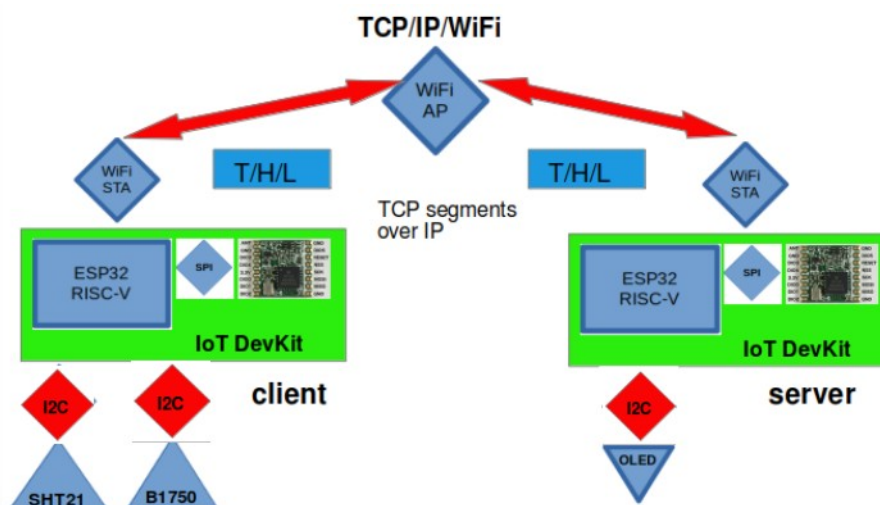 TCP/IP/WiFi
WiFi
AP
WiFi
STA
T/H/L
T/H/L
WiFi
STA
TCP segments
over IP
ESP32
RISC-V
SPI
IoT DevKit
ESP32
RISC-V
SPI
IoT DevKit
client
server
I2C
I2C
I2C
SHT21
B1750
OLED